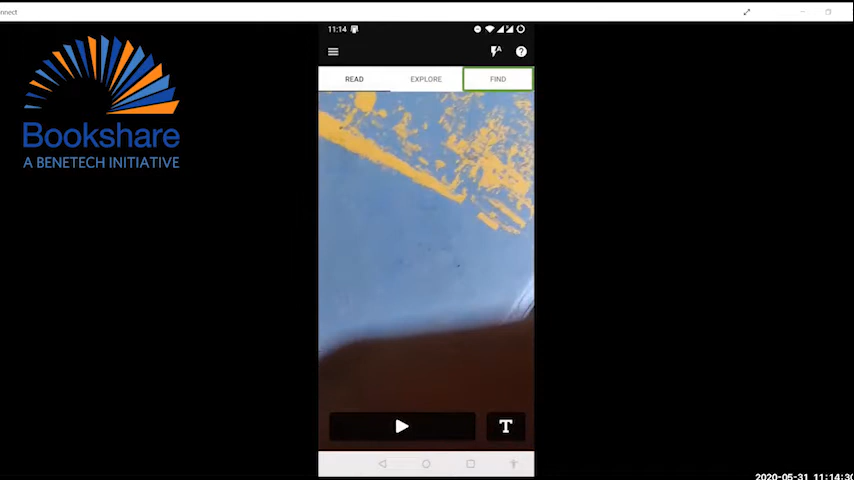 nnect
11:14
READ EXPLORE FIND
Bookshare
A BENETECH INITIATIVE
T
2020-05-31 11:14:30